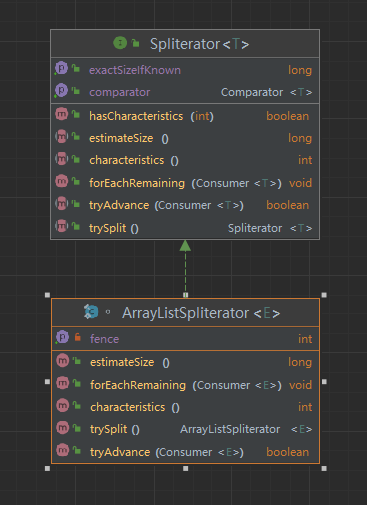 Spliterator<T>
exactSizeIfKnown long
comparator Comparator <T>
hasCharacteristics (int) boolean
estimateSize () long
characteristics () int
forEachRemaining (Consumer <T>) void
tryAdvance (Consumer <T>) boolean
trySplit () Spliterator <T>
ArrayListSpliterator <E>
fence int
estimateSize () long
forEachRemaining (Consumer <E>) void
characteristics () int
trySplit () ArrayListSpliterator <E>
tryAdvance (Consumer <E>) boolean